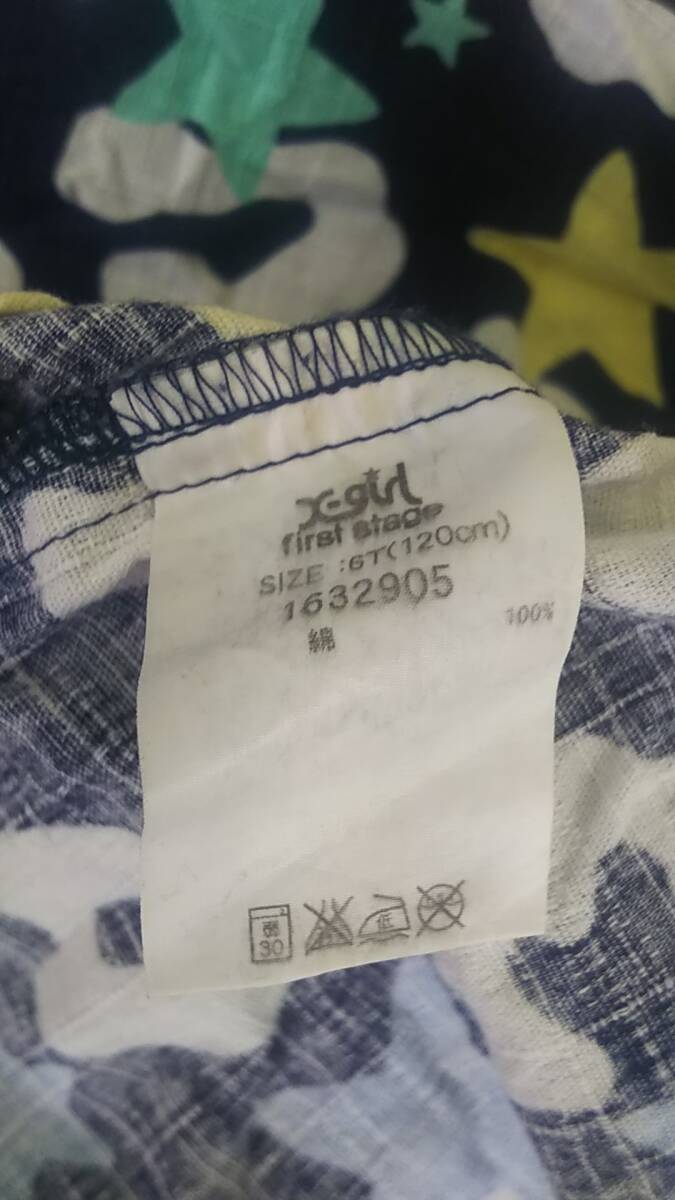 X-girl
first stage
SIZE :6T(120cm)
1632905
綿 100%
30
低